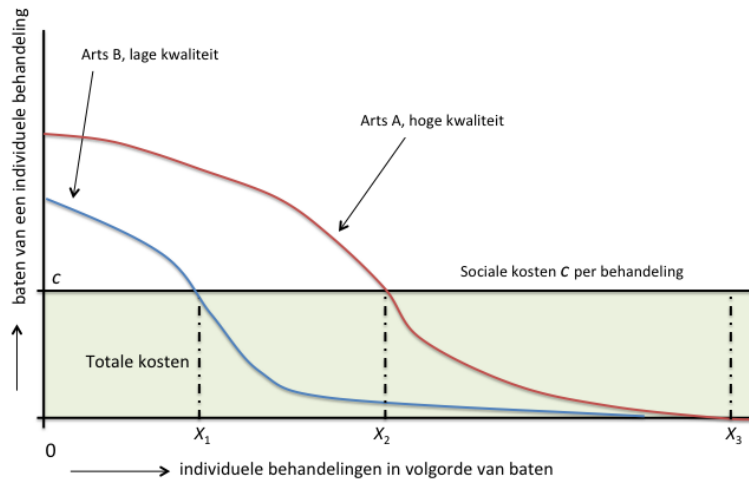 Arts B, lage kwaliteit
Arts A, hoge kwaliteit
baten van een individuele behandeling
c
Sociale kosten c per behandeling
Totale kosten
0
X1
X2
X3
individuele behandelingen in volgorde van baten